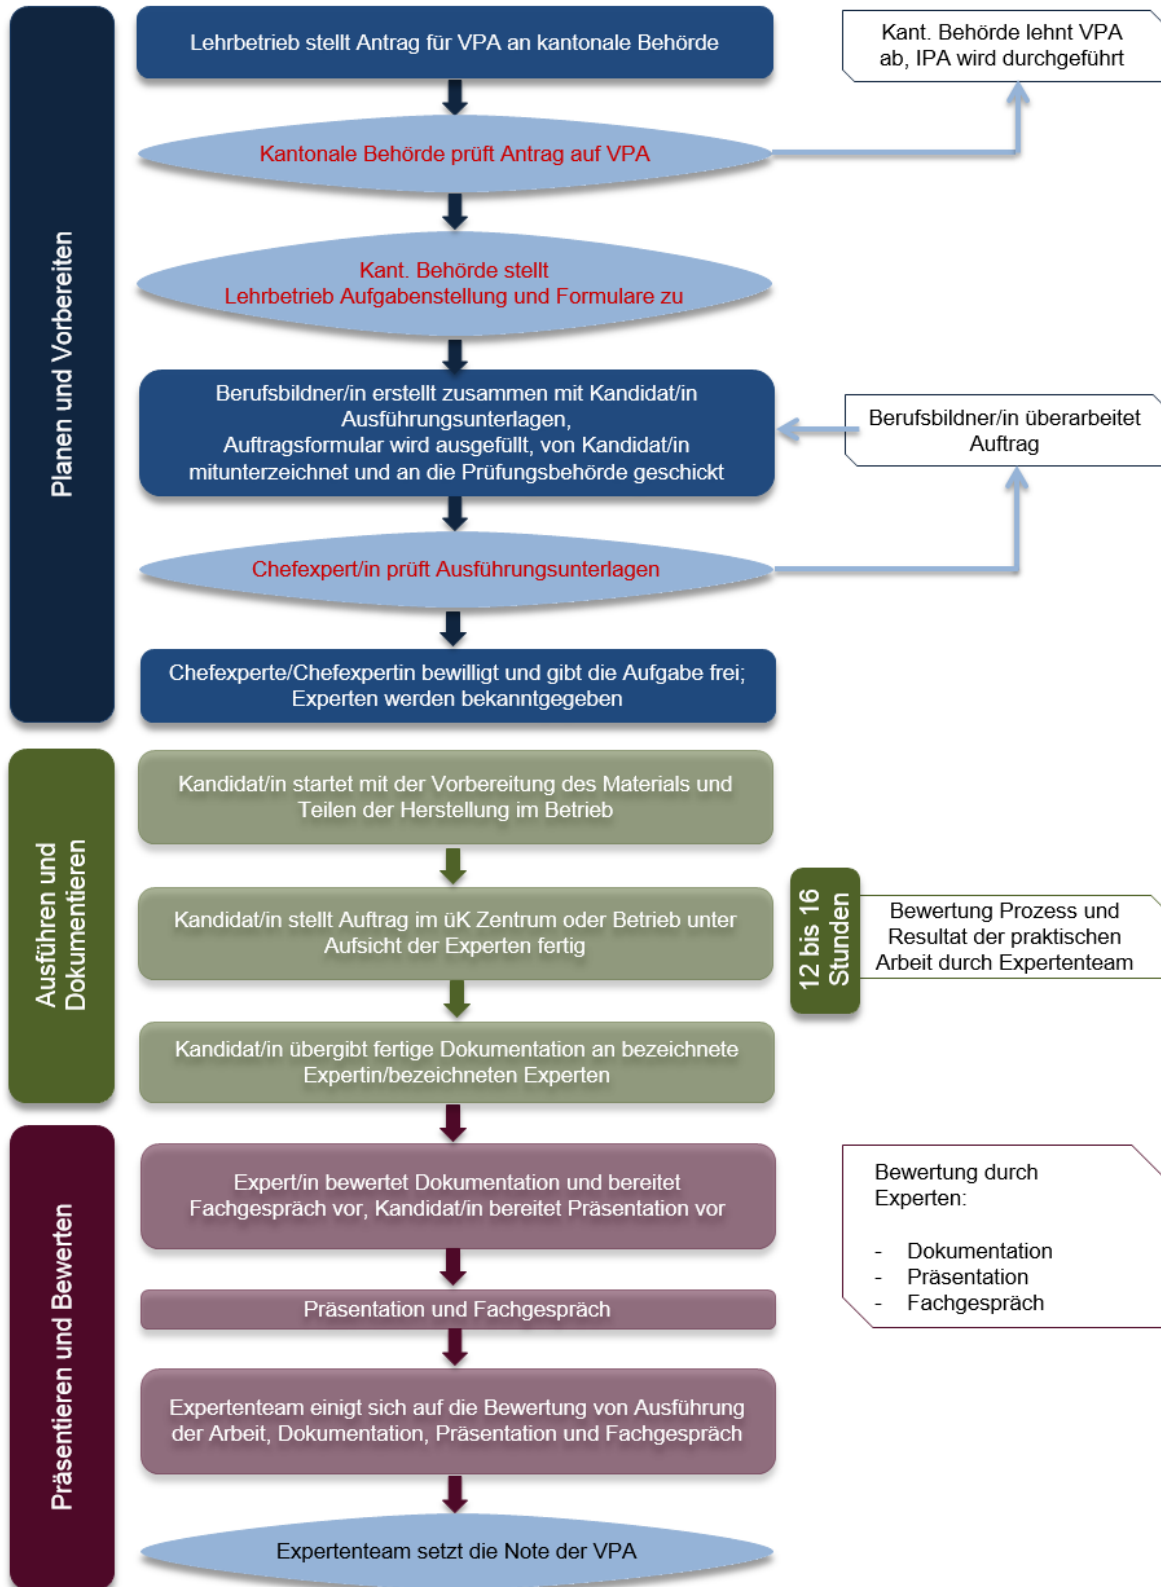 Planen und Vorbereiten
Lehrbetrieb stellt Antrag für VPA an kantonale Behörde
Kant. Behörde lehnt VPA
ab, IPA wird durchgeführt
Kantonale Behörde prüft Antrag auf VPA
Kant. Behörde stellt
Lehrbetrieb Aufgabenstellung und Formulare zu
Berufsbildner/in erstellt zusammen mit Kandidat/in
Ausführungsunterlagen,
Auftragsformular wird ausgefüllt, von Kandidat/in
mitunterzeichnet und an die Prüfungsbehörde geschickt
Berufsbildner/in überarbeitet
Auftrag
Chefexpert/in prüft Ausführungsunterlagen
Chefexperte/Chefexpertin bewilligt und gibt die Aufgabe frei;
Experten werden bekanntgegeben
Ausführen und
Dokumentieren
Kandidat/in startet mit der Vorbereitung des Materials und
Teilen der Herstellung im Betrieb
Kandidat/in stellt Auftrag im üK Zentrum oder Betrieb unter
Aufsicht der Experten fertig
12 bis 16
Stunden
Bewertung Prozess und
Resultat der praktischen
Arbeit durch Expertenteam
Kandidat/in übergibt fertige Dokumentation an bezeichnete
Expertin/bezeichneten Experten
Präsentieren und Bewerten
Expert/in bewertet Dokumentation und bereitet
Fachgespräch vor, Kandidat/in bereitet Präsentation vor
Bewertung durch
Experten:
- Dokumentation
- Präsentation
- Fachgespräch
Präsentation und Fachgespräch
Expertenteam einigt sich auf die Bewertung von Ausführung
der Arbeit, Dokumentation, Präsentation und Fachgespräch
Expertenteam setzt die Note der VPA